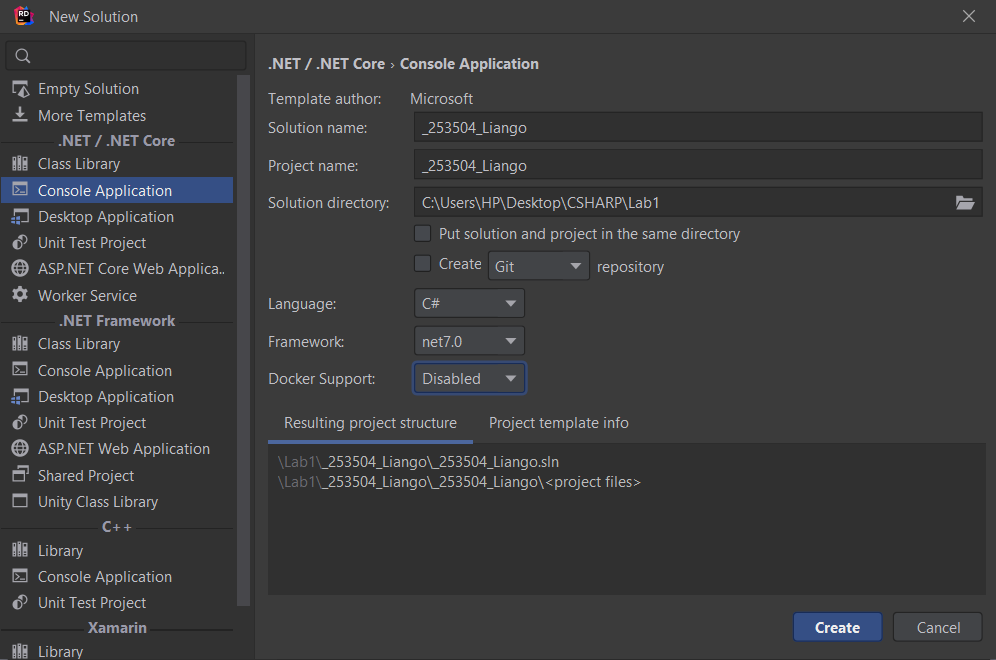 RD New Solution
Empty Solution
More Templates
.NET / .NET Core
Class Library
Console Application
Desktop Application
Unit Test Project
ASP.NET Core Web Applica..
Worker Service
.NET Framework
Class Library
Console Application
Desktop Application
Unit Test Project
ASP.NET Web Application
Shared Project
Unity Class Library
C++
Library
Console Application
Unit Test Project
Xamarin
Library
.NET / .NET Core › Console Application
Template author: Microsoft
Solution name: _253504_Liango
Project name: _253504_Liango
Solution directory: C:\Users\HP\Desktop\CSHARP\Lab1
Put solution and project in the same directory
Create Git repository
Language: C#
Framework: net7.0
Docker Support: Disabled
Resulting project structure Project template info
\Lab1\_253504_Liango\_253504_Liango.sln
\Lab1\_253504_Liango\_253504_Liango\<project files>
Create Cancel